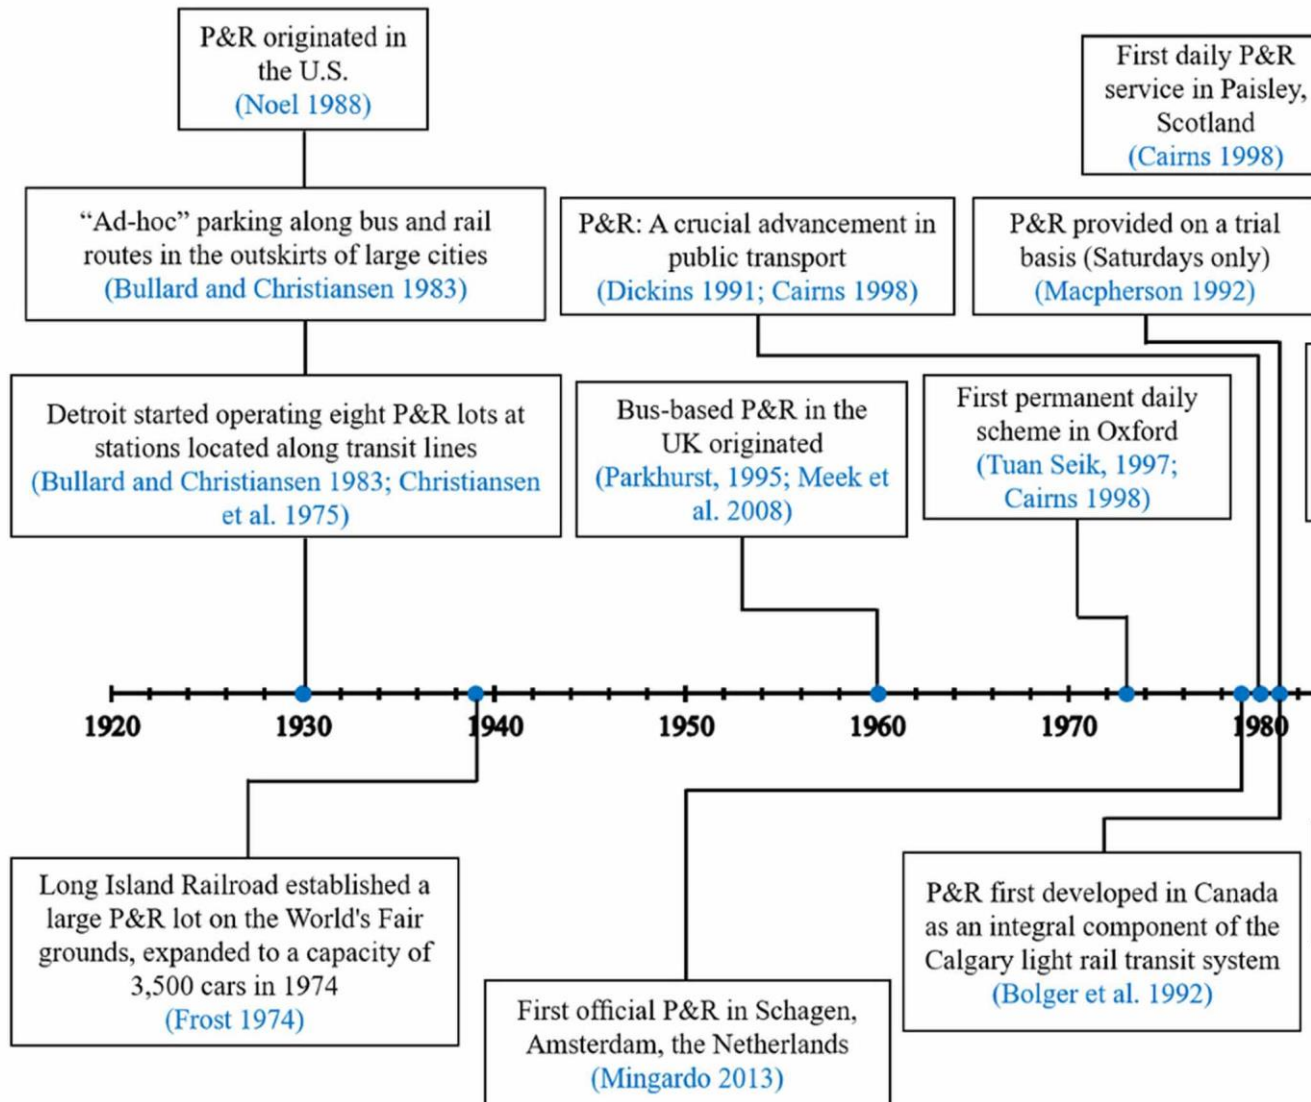 P&R originated in
the U.S.
(Noel 1988)
First daily P&R
service in Paisley,
Scotland
(Cairns 1998)
“Ad-hoc” parking along bus and rail
routes in the outskirts of large cities
(Bullard and Christiansen 1983)
P&R: A crucial advancement in
public transport
(Dickins 1991; Cairns 1998)
P&R provided on a trial
basis (Saturdays only)
(Macpherson 1992)
Detroit started operating eight P&R lots at
stations located along transit lines
(Bullard and Christiansen 1983; Christiansen
et al. 1975)
Bus-based P&R in the
UK originated
(Parkhurst, 1995; Meek et
al. 2008)
First permanent daily
scheme in Oxford
(Tuan Seik, 1997;
Cairns 1998)
1920 1930 1940 1950 1960 1970 1980
Long Island Railroad established a
large P&R lot on the World's Fair
grounds, expanded to a capacity of
3,500 cars in 1974
(Frost 1974)
First official P&R in Schagen,
Amsterdam, the Netherlands
(Mingardo 2013)
P&R first developed in Canada
as an integral component of the
Calgary light rail transit system
(Bolger et al. 1992)